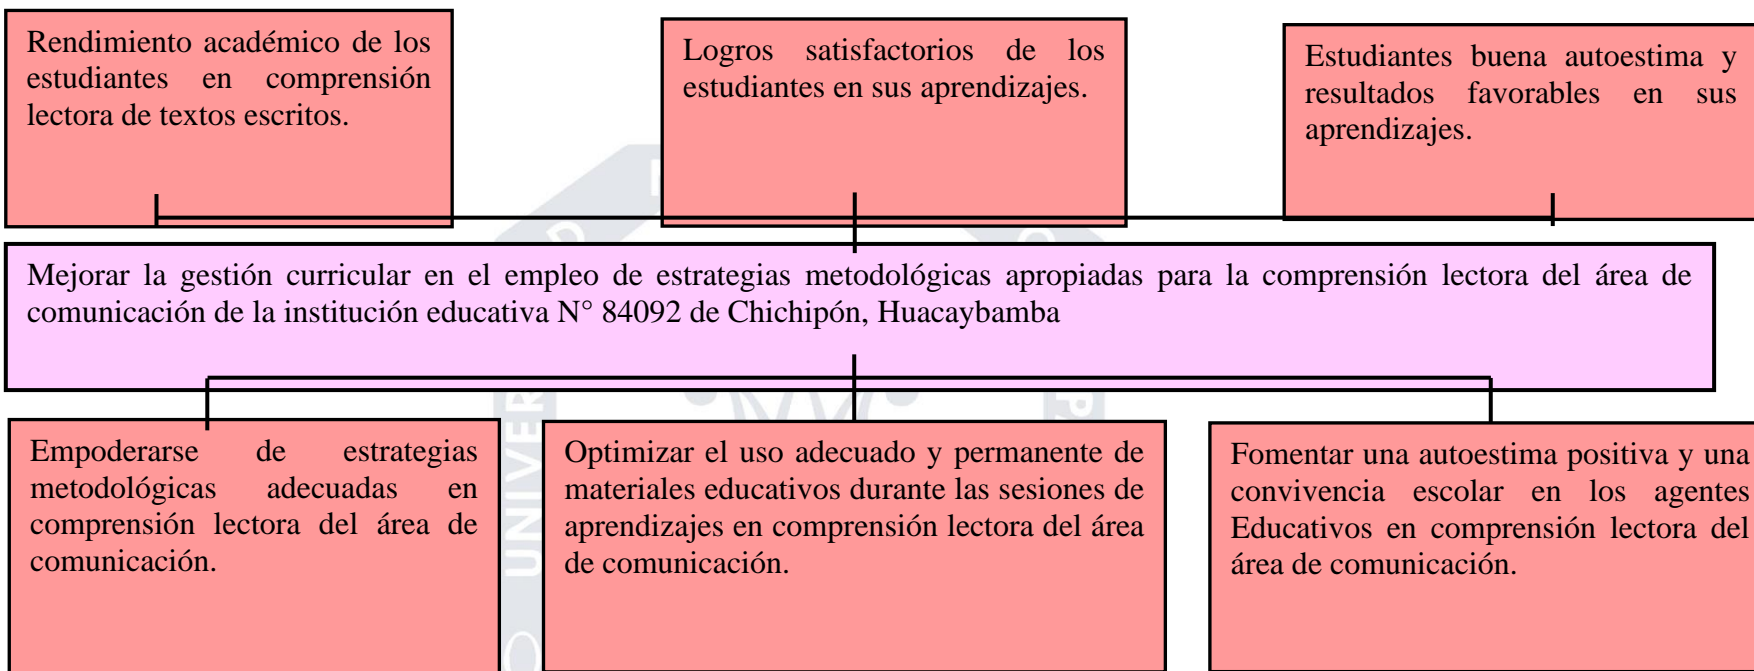 Rendimiento académico de los
estudiantes en comprensión
lectora de textos escritos.
Logros satisfactorios de los
estudiantes en sus aprendizajes.
Estudiantes buena autoestima y
resultados favorables en sus
aprendizajes.
Mejorar la gestión curricular en el empleo de estrategias metodológicas apropiadas para la comprensión lectora del área de
comunicación de la institución educativa N° 84092 de Chichipón, Huacaybamba
Empoderarse de estrategias
metodológicas adecuadas en
comprensión lectora del área de
comunicación.
Optimizar el uso adecuado y permanente de
materiales educativos durante las sesiones de
aprendizajes en comprensión lectora del área
de comunicación.
Fomentar una autoestima positiva y una
convivencia escolar en los agentes
Educativos en comprensión lectora del
área de comunicación.